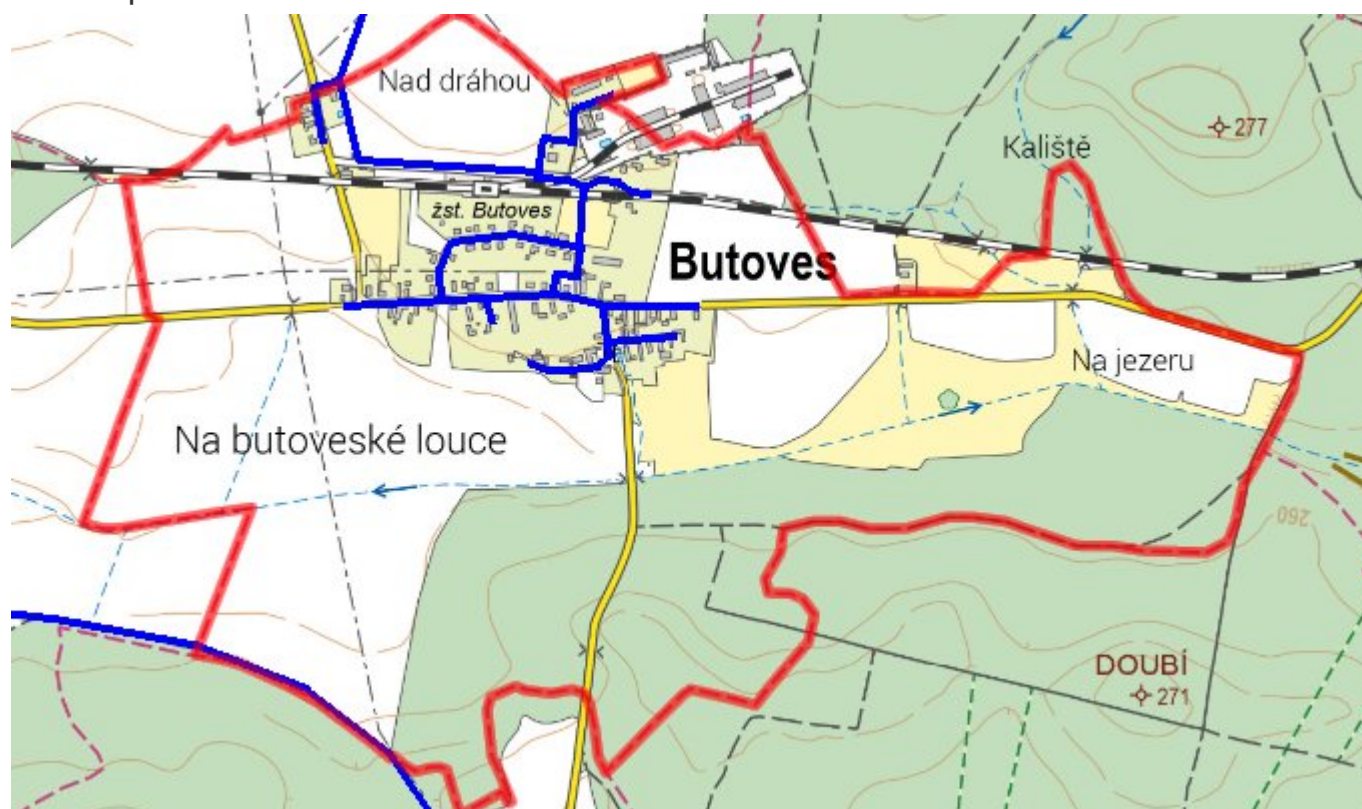 Nad dráhou
277
Kaliště
žst. Butoves
Butoves
Na jezeru
Na butoveské louce
260
DOUBÍ
271